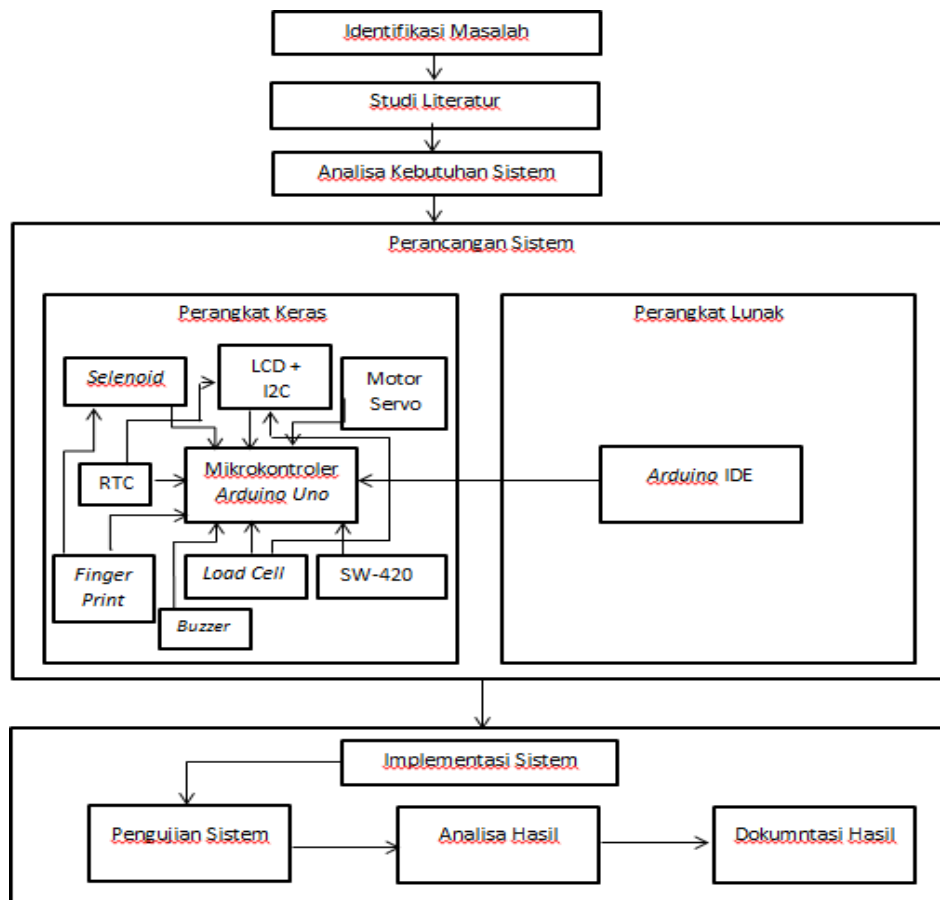 Identifikasi Masalah
Studi Literatur
Analisa Kebutuhan Sistem
Perancangan Sistem
Perangkat Keras
Selenoid
LCD +
I2C
Motor
Servo
RTC
Mikrokontroler
Arduino Uno
Finger
Print
Buzzer
Load Cell
SW-420
Perangkat Lunak
Arduino IDE
Implementasi Sistem
Pengujian Sistem
Analisa Hasil
Dokumntasi Hasil